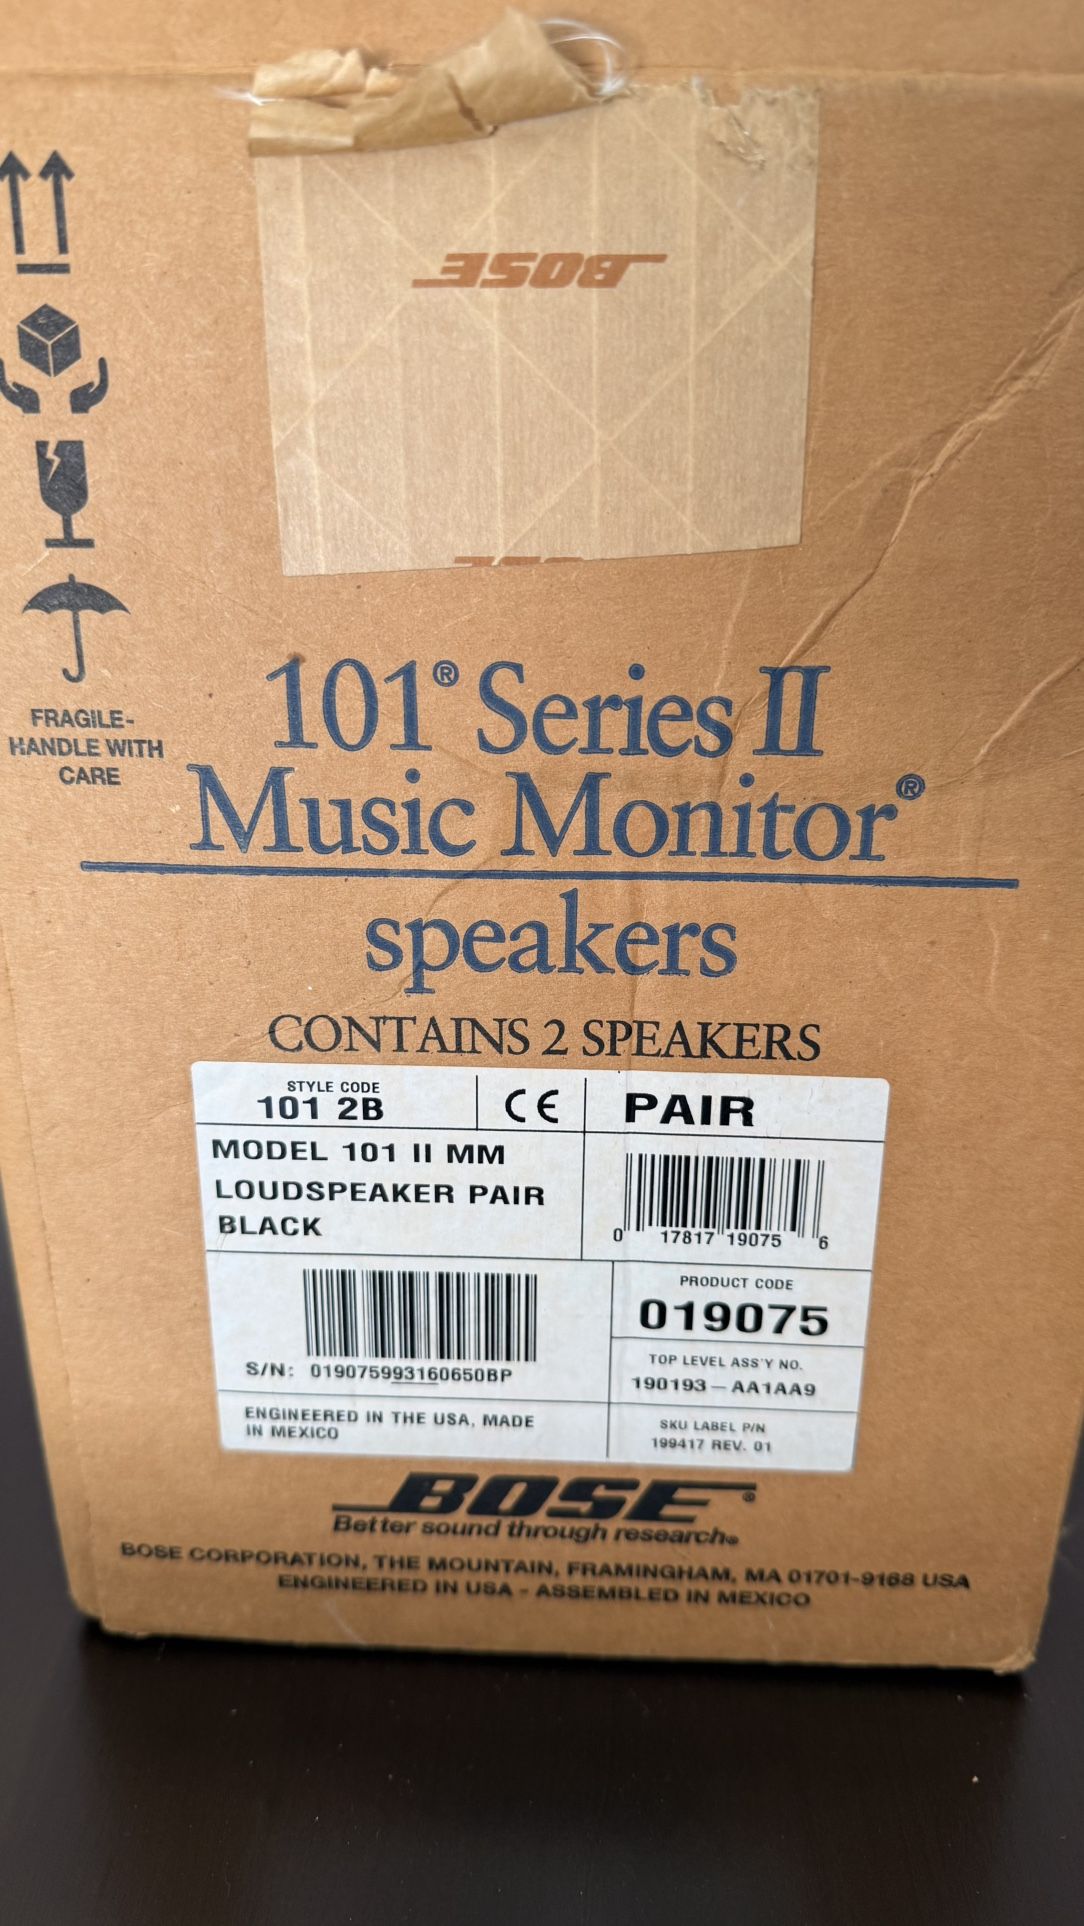 BOSE
FRAGILE-
HANDLE WITH
CARE
101® Series II
Music Monitor®
speakers
CONTAINS 2 SPEAKERS
STYLE CODE
101 2B
CE
PAIR
MODEL 101 II MM
LOUDSPEAKER PAIR
BLACK
0 17817 19075 6
S/N: 019075993160650BP
PRODUCT CODE
019075
TOP LEVEL ASS'Y NO.
190193-AA1AA9
ENGINEERED IN THE USA, MADE
IN MEXICO
SKU LABEL P/N
199417 REV. 01
BOSE®
Better sound through research®
BOSE CORPORATION, THE MOUNTAIN, FRAMINGHAM, MA 01701-9168 USA
ENGINEERED IN USA - ASSEMBLED IN MEXICO